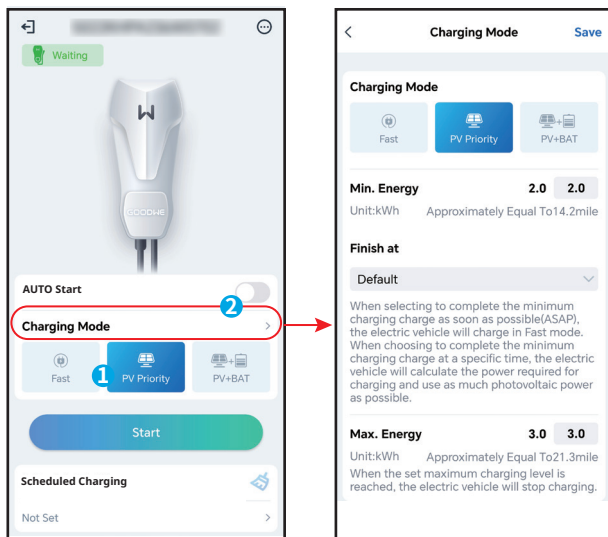 Waiting
GOODWE
AUTO Start
2
Charging Mode
Fast
1
PV Priority
PV+BAT
Start
Scheduled Charging
Not Set
Charging Mode
Save
Charging Mode
Fast
PV Priority
PV+BAT
Min. Energy 2.0 2.0
Unit:kWh Approximately Equal To14.2mile
Finish at
Default
When selecting to complete the minimum
charging charge as soon as possible(ASAP),
the electric vehicle will charge in Fast mode.
When choosing to complete the minimum
charging charge at a specific time, the electric
vehicle will calculate the power required for
charging and use as much photovoltaic power
as possible.
Max. Energy 3.0 3.0
Unit:kWh Approximately Equal To21.3mile
When the set maximum charging level is
reached, the electric vehicle will stop charging.